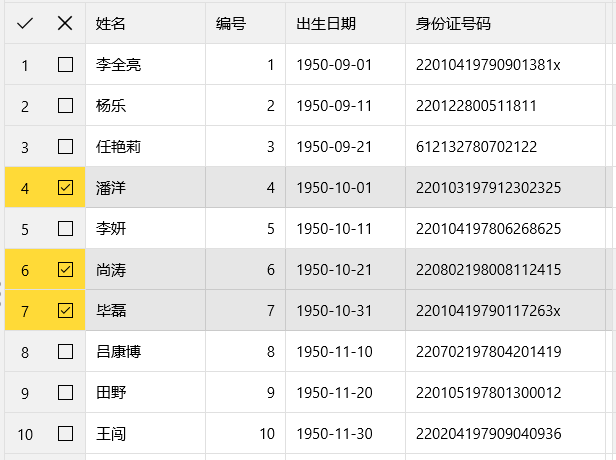 姓名 编号 出生日期 身份证号码
1 李全亮 1 1950-09-01 22010419790901381x
2 杨乐 2 1950-09-11 220122800511811
3 任艳莉 3 1950-09-21 612132780702122
4 潘洋 4 1950-10-01 220103197912302325
5 李妍 5 1950-10-11 220104197806268625
6 尚涛 6 1950-10-21 220802198008112415
7 毕磊 7 1950-10-31 22010419790117263x
8 吕康博 8 1950-11-10 220702197804201419
9 田野 9 1950-11-20 220105197801300012
10 王闯 10 1950-11-30 220204197909040936